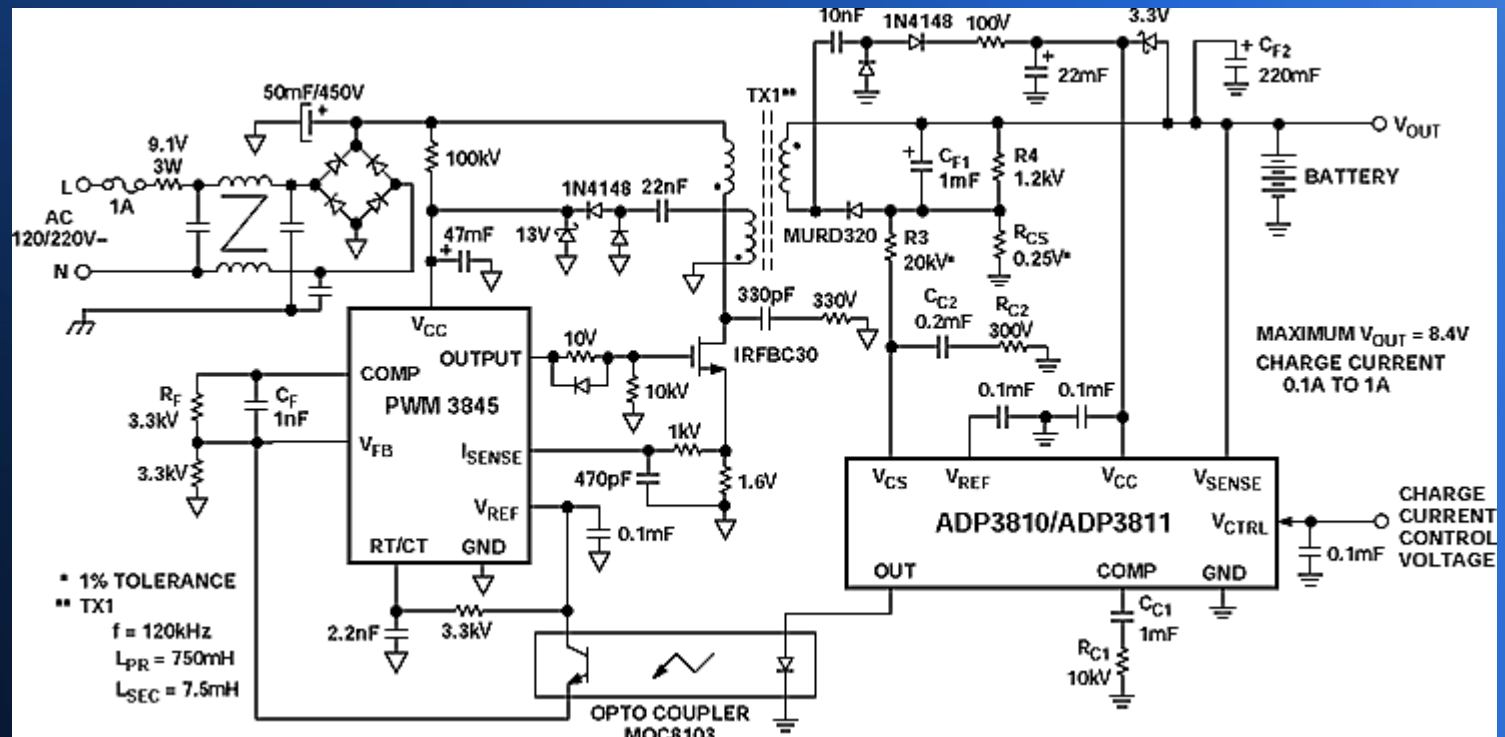 10nF
1N4148
100V
3.3V
+ CF2
220mF
22mF
50mF/450V
+
TX1**
9.1V
3W
100kV
L
1A
AC
120/220V~
N
1N4148
22nF
13V
47mF
+
CF1
1mF
R4
1.2kV
VOUT
BATTERY
MURD320
R3
20kV*
RCS
0.25V*
330pF
330V
CC2
0.2mF
RC2
300V
IRFBC30
MAXIMUM VOUT = 8.4V
CHARGE CURRENT
0.1A TO 1A
VCC
OUTPUT
COMP
PWM 3845
VFB
ISENSE
VREF
RT/CT
GND
10V
10kV
RF
3.3kV
CF
1nF
3.3kV
1kV
470pF
1.6V
0.1mF
0.1mF
0.1mF
VCS
VREF
VCC
VSENSE
ADP3810/ADP3811
VCTRL
OUT
COMP
GND
CHARGE
CURRENT
CONTROL
VOLTAGE
0.1mF
* 1% TOLERANCE
** TX1
f = 120kHz
LPR = 750mH
LSEC = 7.5mH
2.2nF
3.3kV
CC1
1mF
RC1
10kV
OPTO COUPLER
MOC8103